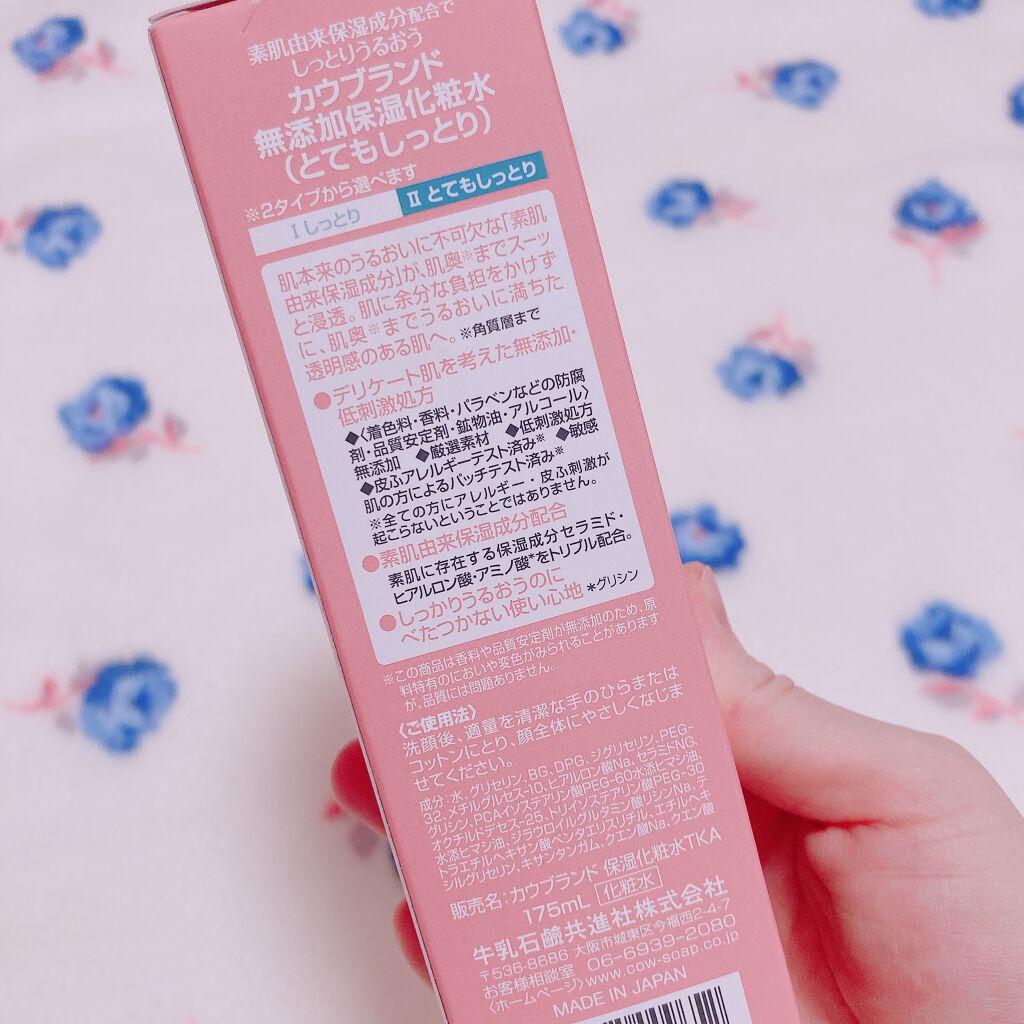 素肌由来保湿成分配合で
しっとりうるおう
カウブランド
無添加保湿化粧水
(とてもしっとり)
※2タイプから選べます
I しっとり
II とてもしっとり
肌本来のうるおいに不可欠な「素肌
由来保湿成分」が、肌奥※までスーッ
と浸透。肌に余分な負担をかけず
に、肌奥※までうるおいに満ちた
透明感のある肌へ。※角質層まで
●デリケート肌を考えた無添加・
低刺激処方
◆〈着色料・香料・パラベンなどの防腐
剤・品質安定剤・鉱物油・アルコール〉
無添加 ◆厳選素材 ◆低刺激処方
◆皮ふアレルギーテスト済み※ ◆敏感
肌の方によるパッチテスト済み※
※全ての方にアレルギー・皮ふ刺激が
起こらないということではありません。
●素肌由来保湿成分配合
素肌に存在する保湿成分セラミド・
ヒアルロン酸・アミノ酸*をトリプル配合。
●しっかりうるおうのに
べたつかない使い心地 *グリシン
※この商品は香料や品質安定剤が無添加のため、原
料特有のにおいや変色がみられることがあります
が、品質には問題ありません。
〈ご使用法〉
洗顔後、適量を清潔な手のひらまたは
コットンにとり、顔全体にやさしくなじま
せてください。
成分:水、グリセリン、BG、DPG、ジグリセリン、PEG-
32、メチルグルセス-10、ヒアルロン酸Na、セラミドNG、
グリシン、PCAイソステアリン酸PEG-60水添ヒマシ油、
オクチルドデセス-25、トリイソステアリン酸PEG-30
水添ヒマシ油、ジラウロイルグルタミン酸リシンNa、テ
トラエチルヘキサン酸ペンタエリスリチル、エチルヘキ
シルグリセリン、キサンタンガム、クエン酸Na、クエン酸
販売名:カウブランド 保湿化粧水TKA
175mL 化粧水
牛乳石鹼共進社株式会社
〒536-8686 大阪市城東区今福西2-4-7
お客様相談室 06-6939-2080
〈ホームページ〉www.cow-soap.co.jp
MADE IN JAPAN